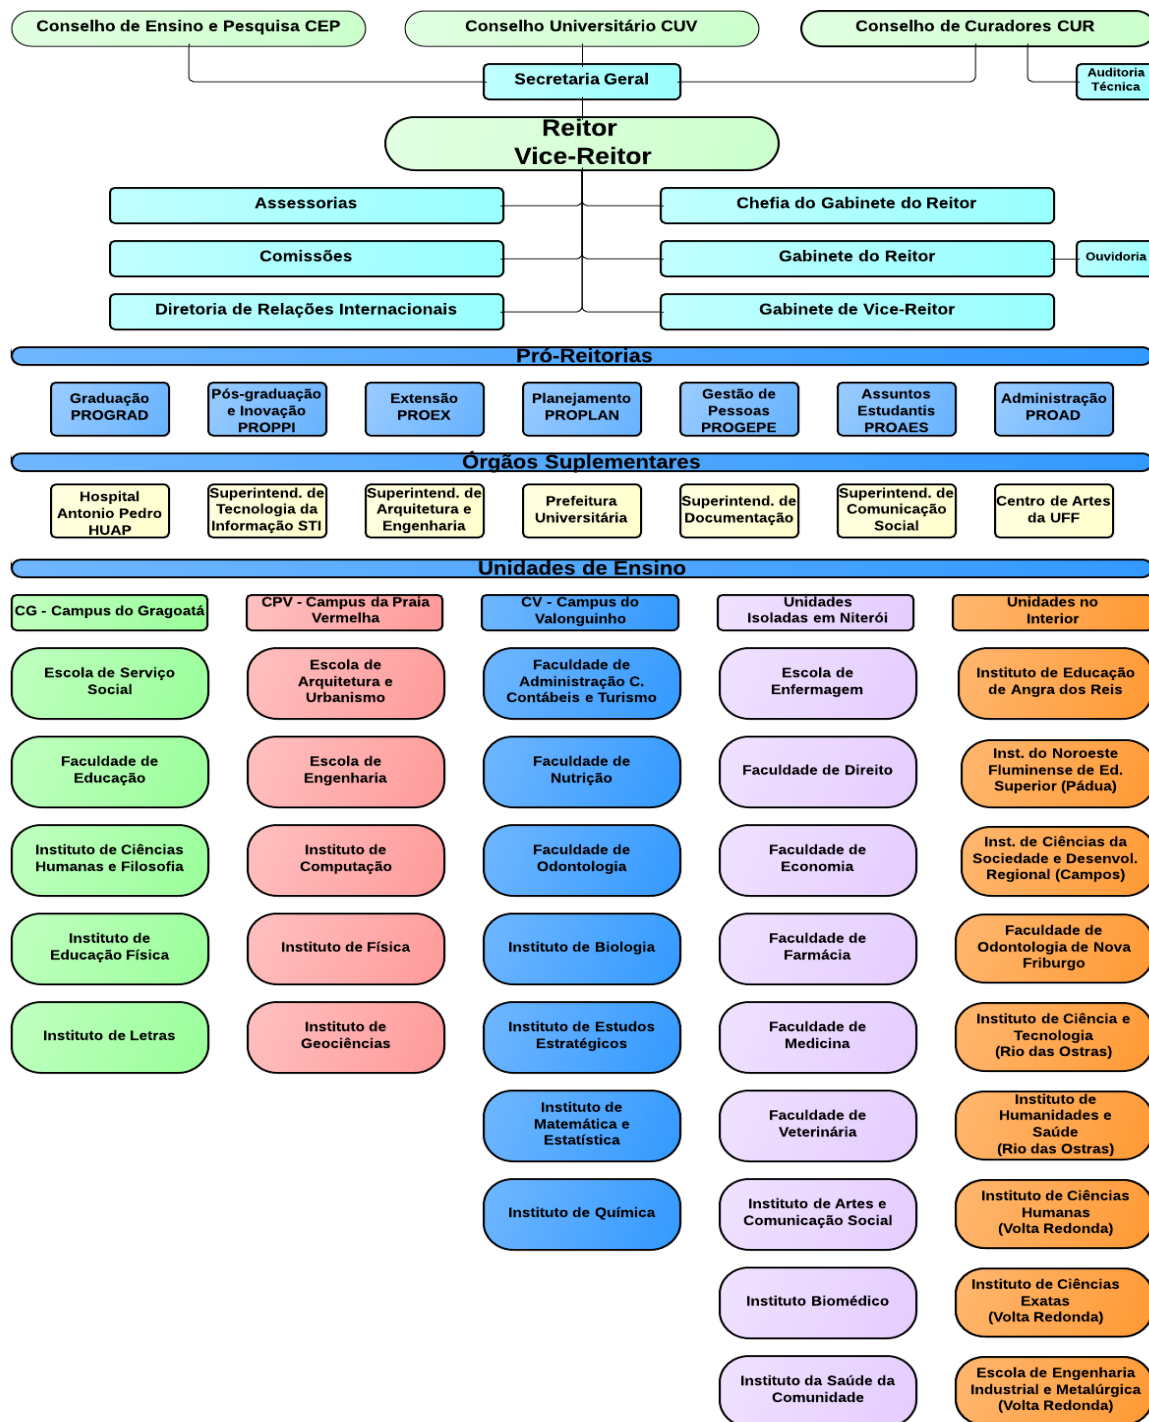 Conselho de Ensino e Pesquisa CEP
Conselho Universitário CUV
Conselho de Curadores CUR
Secretaria Geral
Auditoria
Técnica
Reitor
Vice-Reitor
Assessorias
Chefia do Gabinete do Reitor
Comissões
Gabinete do Reitor
Ouvidoria
Diretoria de Relações Internacionais
Gabinete de Vice-Reitor
Pró-Reitorias
Graduação
PROGRAD
Pós-graduação
e Inovação
PROPPI
Extensão
PROEX
Planejamento
PROPLAN
Gestão de
Pessoas
PROGEPE
Assuntos
Estudantis
PROAES
Administração
PROAD
Órgãos Suplementares
Hospital
Antonio Pedro
HUAP
Superintend. de
Tecnologia da
Informação STI
Superintend. de
Arquitetura e
Engenharia
Prefeitura
Universitária
Superintend. de
Documentação
Superintend. de
Comunicação
Social
Centro de Artes
da UFF
Unidades de Ensino
CG - Campus do Gragoatá
CPV - Campus da Praia
Vermelha
CV - Campus do
Valonguinho
Unidades
Isoladas em Niterói
Unidades no
Interior
Escola de Serviço
Social
Escola de
Arquitetura e
Urbanismo
Faculdade de
Administração C.
Contábeis e Turismo
Escola de
Enfermagem
Instituto de Educação
de Angra dos Reis
Faculdade de
Educação
Escola de
Engenharia
Faculdade de
Nutrição
Faculdade de Direito
Inst. do Noroeste
Fluminense de Ed.
Superior (Pádua)
Instituto de Ciências
Humanas e Filosofia
Instituto de
Computação
Faculdade de
Odontologia
Faculdade de
Economia
Inst. de Ciências da
Sociedade e Desenvol.
Regional (Campos)
Instituto de
Educação Física
Instituto de Física
Instituto de Biologia
Faculdade de
Farmácia
Faculdade de
Odontologia de Nova
Friburgo
Instituto de Letras
Instituto de
Geociências
Instituto de Estudos
Estratégicos
Faculdade de
Medicina
Instituto de Ciência e
Tecnologia
(Rio das Ostras)
Instituto de
Matemática e
Estatística
Faculdade de
Veterinária
Instituto de
Humanidades e
Saúde
(Rio das Ostras)
Instituto de Química
Instituto de Artes e
Comunicação Social
Instituto de Ciências
Humanas
(Volta Redonda)
Instituto Biomédico
Instituto de Ciências
Exatas
(Volta Redonda)
Instituto da Saúde da
Comunidade
Escola de Engenharia
Industrial e Metalúrgica
(Volta Redonda)